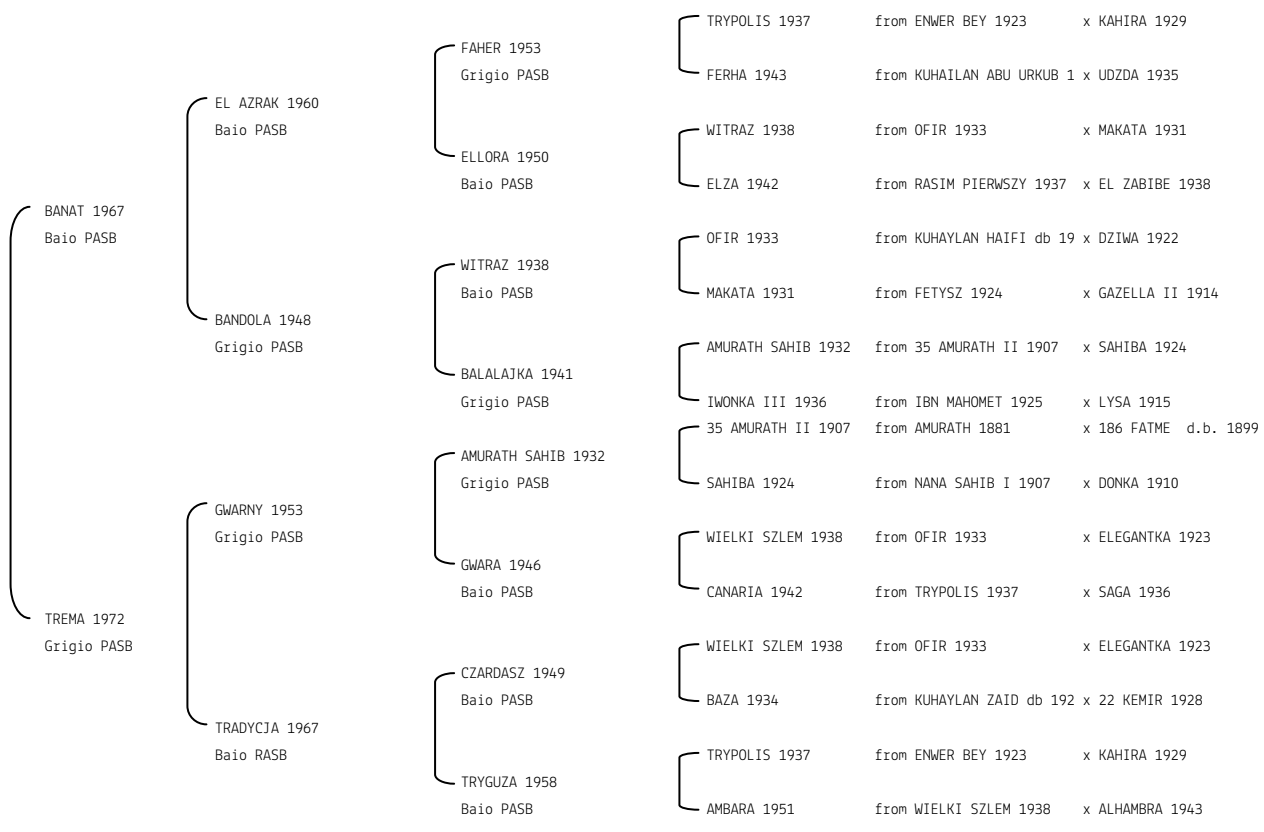 TRYPOLIS 1937 from ENWER BEY 1923 x KAHIRA 1929
FAHER 1953
Grigio PASB
FERHA 1943 from KUHAILAN ABU URKUB 1 x UDZDA 1935
EL AZRAK 1960
Baio PASB
WITRAZ 1938 from OFIR 1933 x MAKATA 1931
ELLORA 1950
Baio PASB
ELZA 1942 from RASIM PIERWSZY 1937 x EL ZABIBE 1938
BANAT 1967
Baio PASB
OFIR 1933 from KUHAYLAN HAIFI db 19 x DZIWA 1922
WITRAZ 1938
Baio PASB
MAKATA 1931 from FETYSZ 1924 x GAZELLA II 1914
BANDOLA 1948
Grigio PASB
AMURATH SAHIB 1932 from 35 AMURATH II 1907 x SAHIBA 1924
BALALAJKA 1941
Grigio PASB
IWONKA III 1936 from IBN MAHOMET 1925 x LYSA 1915
35 AMURATH II 1907 from AMURATH 1881 x 186 FATME d.b. 1899
AMURATH SAHIB 1932
Grigio PASB
SAHIBA 1924 from NANA SAHIB I 1907 x DONKA 1910
GWARNY 1953
Grigio PASB
WIELKI SZLEM 1938 from OFIR 1933 x ELEGANTKA 1923
GWARA 1946
Baio PASB
CANARIA 1942 from TRYPOLIS 1937 x SAGA 1936
TREMA 1972
Grigio PASB
WIELKI SZLEM 1938 from OFIR 1933 x ELEGANTKA 1923
CZARDASZ 1949
Baio PASB
BAZA 1934 from KUHAYLAN ZAID db 192 x 22 KEMIR 1928
TRADYCJA 1967
Baio RASB
TRYPOLIS 1937 from ENWER BEY 1923 x KAHIRA 1929
TRYGUZA 1958
Baio PASB
AMBARA 1951 from WIELKI SZLEM 1938 x ALHAMBRA 1943